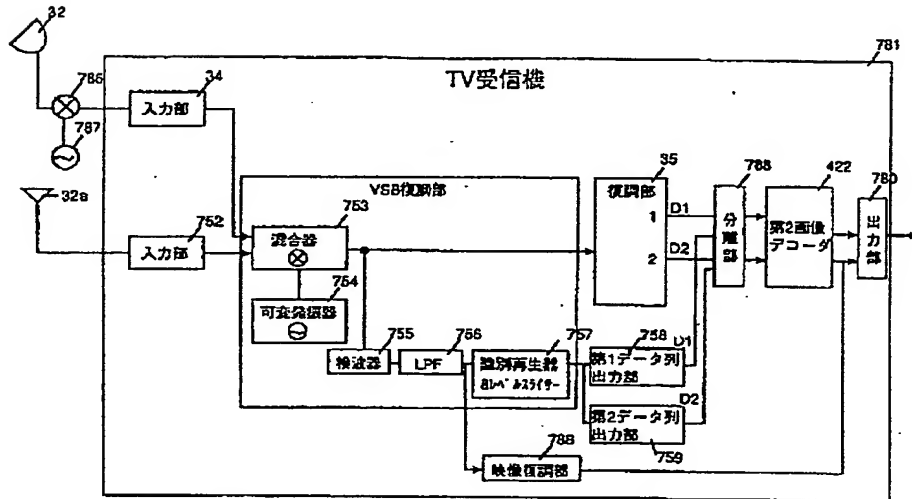 32
781
TV受信機
786
34
入力部
787
35
788
422
780
VSB復調部
復調部
32a
752
753
1
D1
分離部
第2画像
デコーダ
出力部
入力部
混合器
2
D2
754
可変発振器
755
756
757
758
D1
検波器
LPF
識別再生器
8レベルスライサー
第1データ列
出力部
D2
第2データ列
出力部
788
759
映像復調部